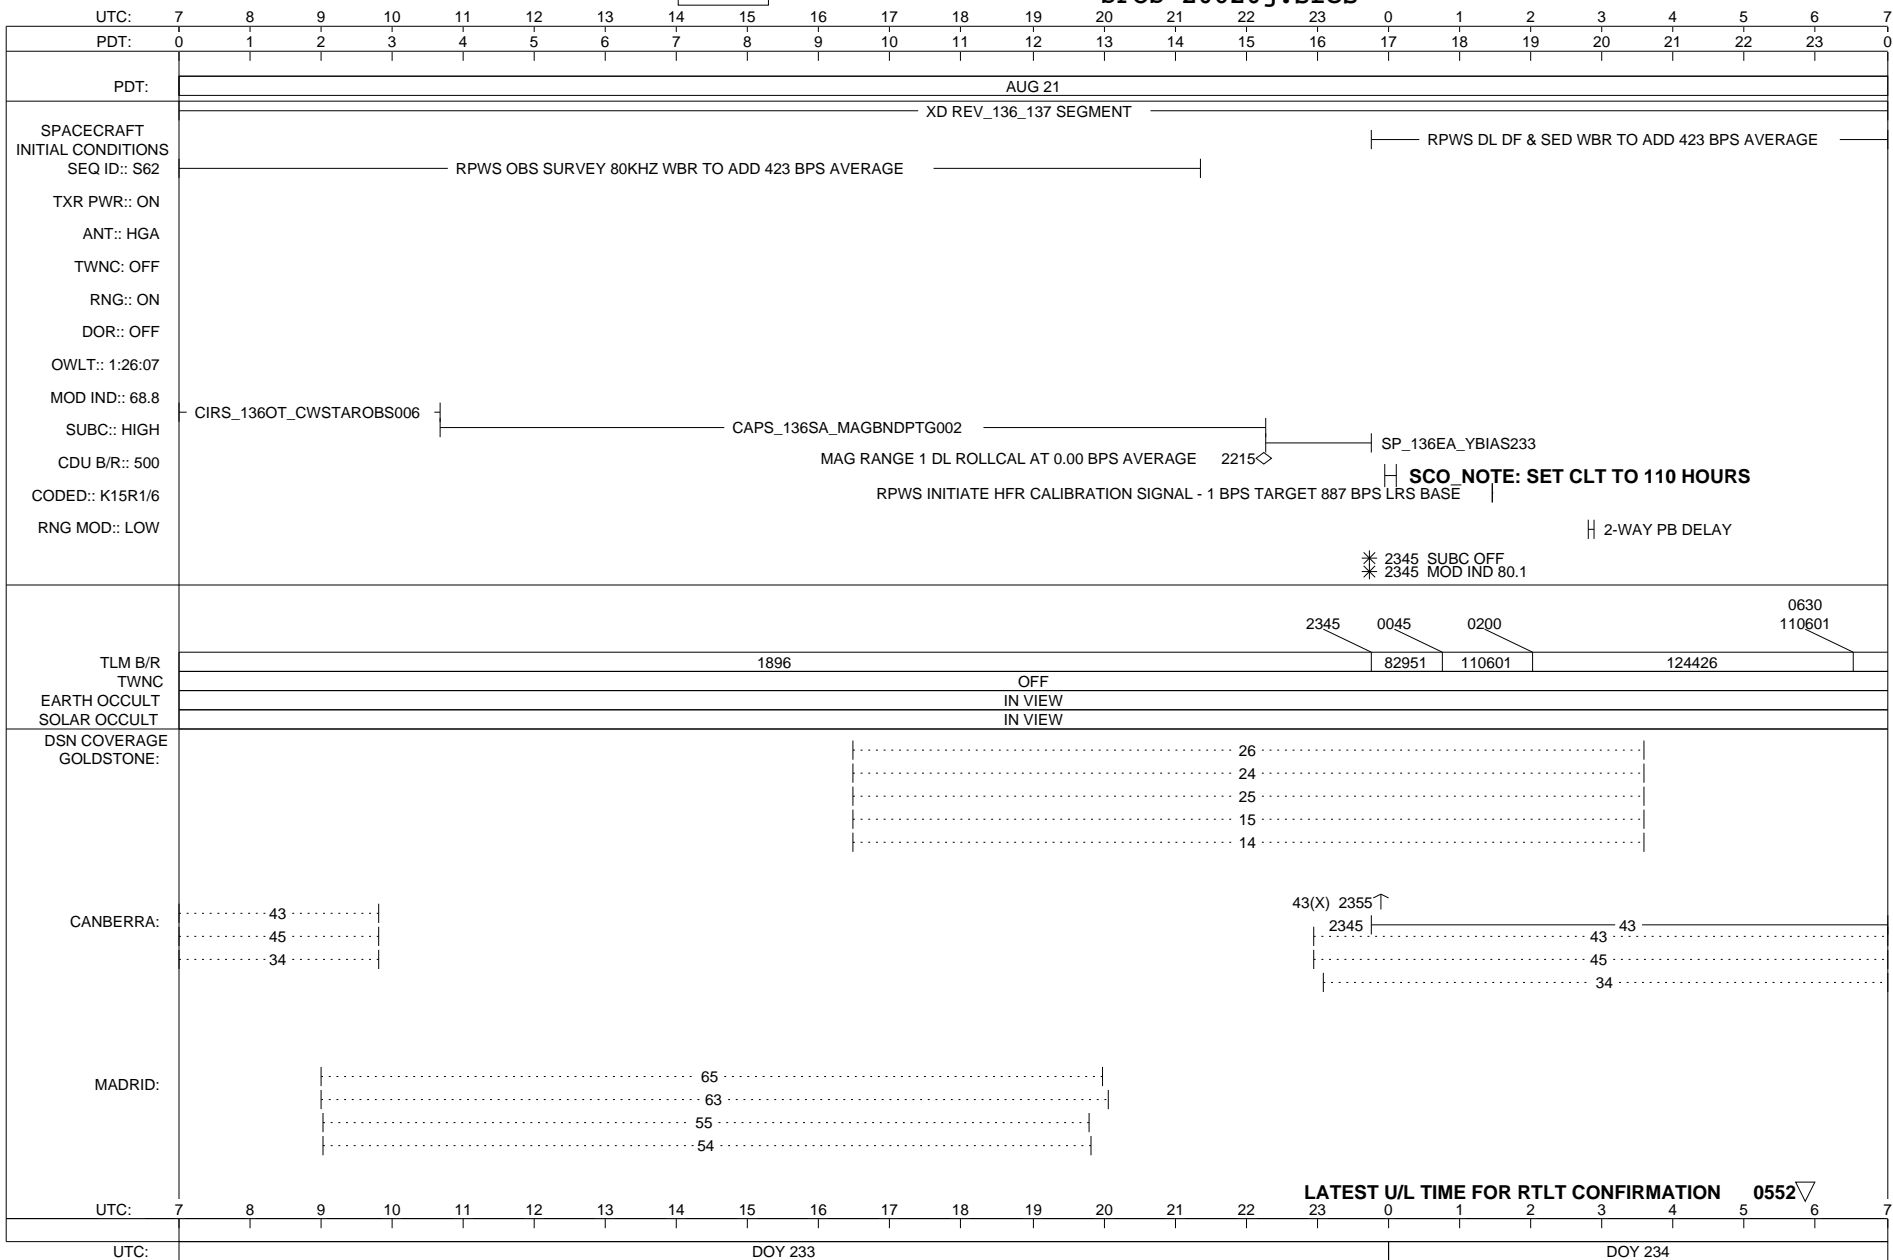 UTC: 7 8 9 10 11 12 13 14 15 16 17 18 19 20 21 22 23 0 1 2 3 4 5 6 7
PDT: 0 1 2 3 4 5 6 7 8 9 10 11 12 13 14 15 16 17 18 19 20 21 22 23 0
PDT: AUG 21
XD REV_136_137 SEGMENT
SPACECRAFT
INITIAL CONDITIONS
RPWS DL DF & SED WBR TO ADD 423 BPS AVERAGE
SEQ ID:: S62
RPWS OBS SURVEY 80KHZ WBR TO ADD 423 BPS AVERAGE
TXR PWR:: ON
ANT:: HGA
TWNC: OFF
RNG:: ON
DOR:: OFF
OWLT:: 1:26:07
MOD IND:: 68.8
CIRS_136OT_CWSTAROBS006
SUBC:: HIGH
CAPS_136SA_MAGBNDPTG002
SP_136EA_YBIAS233
CDU B/R:: 500
MAG RANGE 1 DL ROLLCAL AT 0.00 BPS AVERAGE 2215
SCO_NOTE: SET CLT TO 110 HOURS
CODED:: K15R1/6
RPWS INITIATE HFR CALIBRATION SIGNAL - 1 BPS TARGET 887 BPS LRS BASE
RNG MOD:: LOW
2-WAY PB DELAY
2345 SUBC OFF
2345 MOD IND 80.1
0630
2345 0045 0200 110601
TLM B/R 1896 82951 110601 124426
TWNC OFF
EARTH OCCULT IN VIEW
SOLAR OCCULT IN VIEW
DSN COVERAGE
GOLDSTONE:
26
24
25
15
14
CANBERRA:
43(X) 2355
43
2345 43
45 43
34 45
34
MADRID:
65
63
55
54
LATEST U/L TIME FOR RTLT CONFIRMATION 0552
UTC: 7 8 9 10 11 12 13 14 15 16 17 18 19 20 21 22 23 0 1 2 3 4 5 6 7
UTC: DOY 233 DOY 234